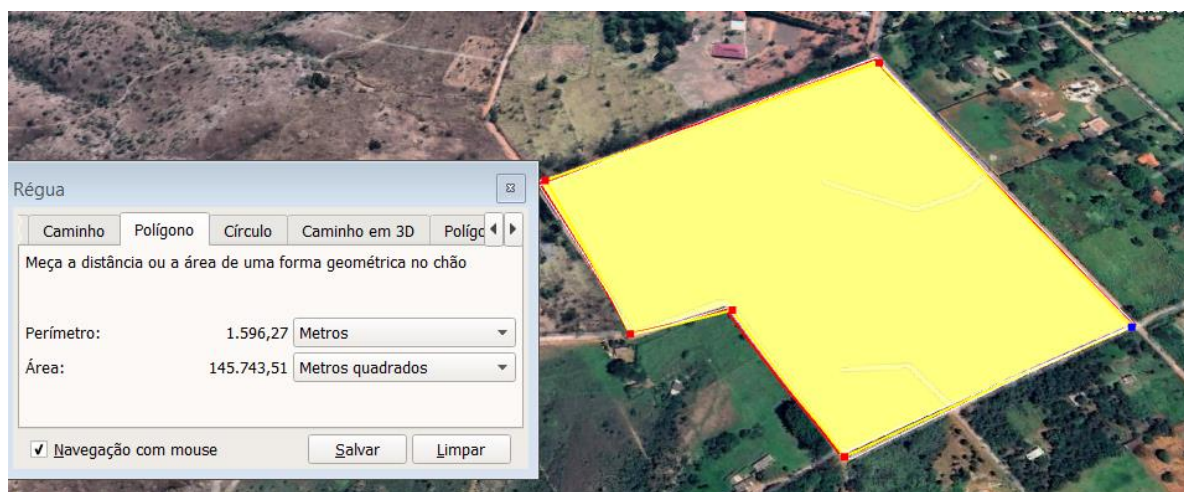 Régua
Caminho Polígono Círculo Caminho em 3D Políg
Meça a distância ou a área de uma forma geométrica no chão
Perímetro: 1.596,27 Metros
Área: 145.743,51 Metros quadrados
Navegação com mouse Salvar Limpar